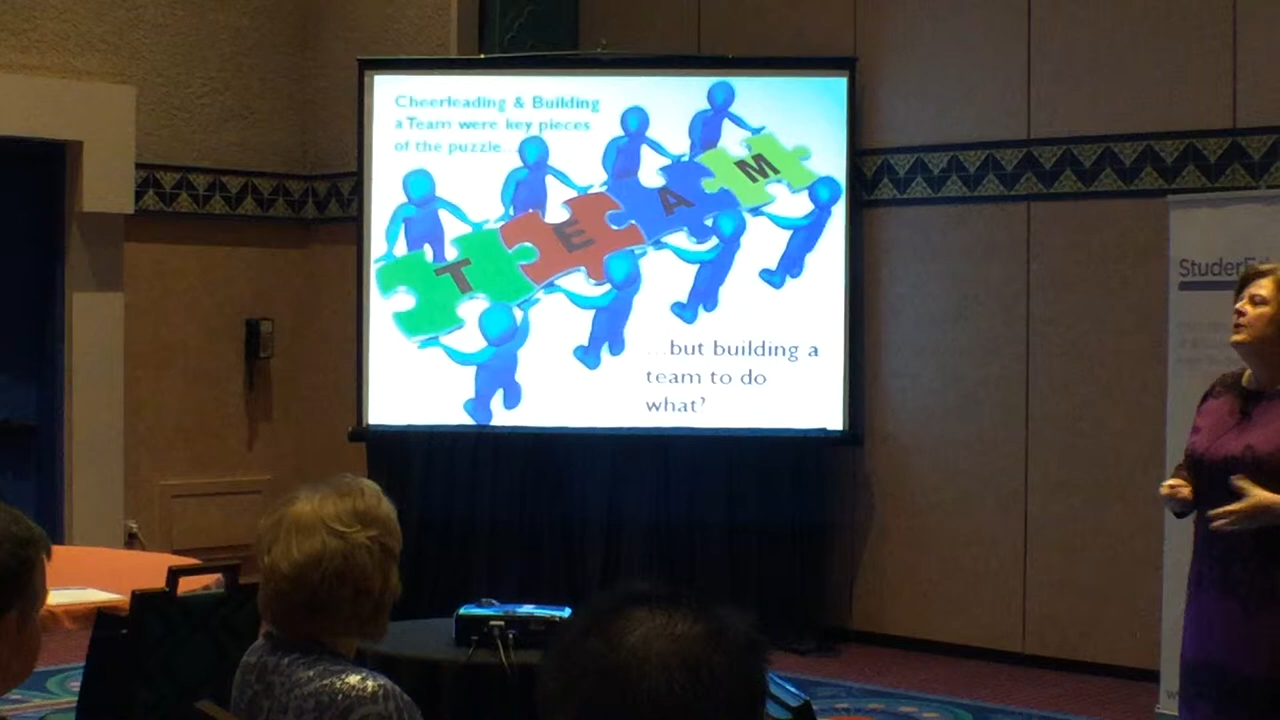 Cheerleading & Building
a Team were key pieces
of the puzzle...
T E A M
...but building a
team to do
what?
Studer